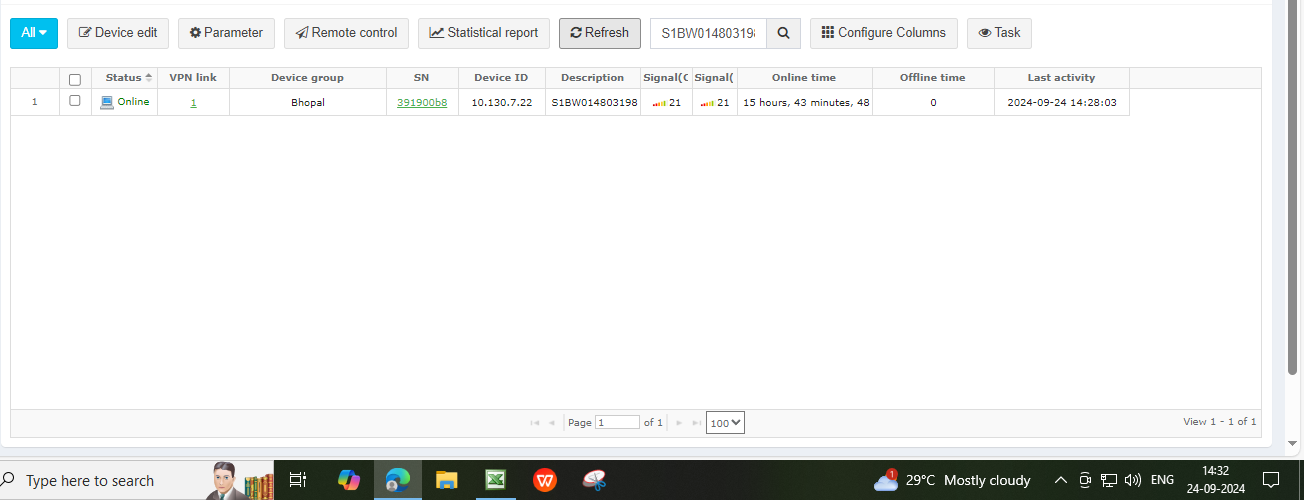 All Device edit Parameter Remote control Statistical report Refresh S1BW01480319 Configure Columns Task
Status VPN link Device group SN Device ID Description Signal(C Signal( Online time Offline time Last activity
1 Online 1 Bhopal 391900b8 10.130.7.22 S1BW014803198 21 21 15 hours, 43 minutes, 48 0 2024-09-24 14:28:03
Page 1 of 1 100 View 1 - 1 of 1
Type here to search W 1 29°C Mostly cloudy ENG 14:32
24-09-2024